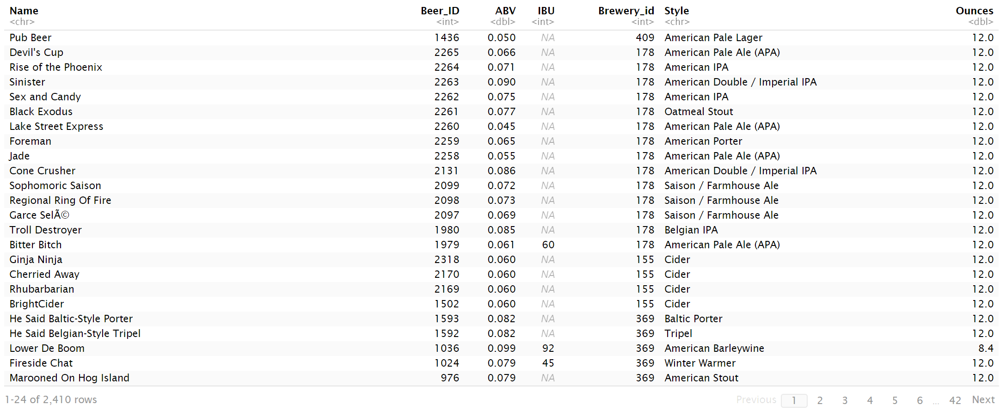 Name Beer_ID ABV IBU Brewery_id Style Ounces
<chr> <int> <dbl> <int> <int> <chr> <dbl>
Pub Beer 1436 0.050 NA 409 American Pale Lager 12.0
Devil's Cup 2265 0.066 NA 178 American Pale Ale (APA) 12.0
Rise of the Phoenix 2264 0.071 NA 178 American IPA 12.0
Sinister 2263 0.090 NA 178 American Double / Imperial IPA 12.0
Sex and Candy 2262 0.075 NA 178 American IPA 12.0
Black Exodus 2261 0.077 NA 178 Oatmeal Stout 12.0
Lake Street Express 2260 0.045 NA 178 American Pale Ale (APA) 12.0
Foreman 2259 0.065 NA 178 American Porter 12.0
Jade 2258 0.055 NA 178 American Pale Ale (APA) 12.0
Cone Crusher 2131 0.086 NA 178 American Double / Imperial IPA 12.0
Sophomoric Saison 2099 0.072 NA 178 Saison / Farmhouse Ale 12.0
Regional Ring Of Fire 2098 0.073 NA 178 Saison / Farmhouse Ale 12.0
Garce SelÃ© 2097 0.069 NA 178 Saison / Farmhouse Ale 12.0
Troll Destroyer 1980 0.085 NA 178 Belgian IPA 12.0
Bitter Bitch 1979 0.061 60 178 American Pale Ale (APA) 12.0
Ginja Ninja 2318 0.060 NA 155 Cider 12.0
Cherried Away 2170 0.060 NA 155 Cider 12.0
Rhubarbarian 2169 0.060 NA 155 Cider 12.0
BrightCider 1502 0.060 NA 155 Cider 12.0
He Said Baltic-Style Porter 1593 0.082 NA 369 Baltic Porter 12.0
He Said Belgian-Style Tripel 1592 0.082 NA 369 Tripel 12.0
Lower De Boom 1036 0.099 92 369 American Barleywine 8.4
Fireside Chat 1024 0.079 45 369 Winter Warmer 12.0
Marooned On Hog Island 976 0.079 NA 369 American Stout 12.0
1-24 of 2,410 rows Previous 1 2 3 4 5 6 ... 42 Next